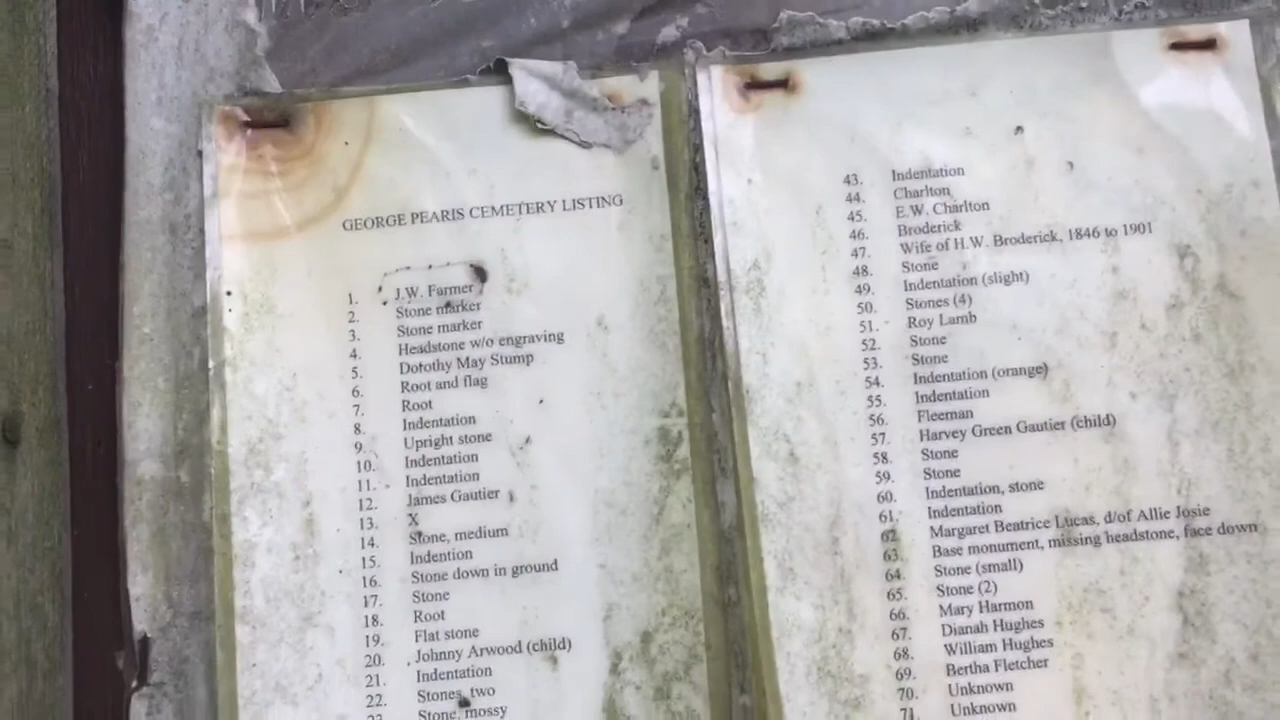 GEORGE PEARIS CEMETERY LISTING
1. J.W. Farmer
2. Stone marker
3. Stone marker
4. Headstone w/o engraving
5. Dorothy May Stump
6. Root and flag
7. Root
8. Indentation
9. Upright stone
10. Indentation
11. Indentation
12. James Gautier
13. X
14. Stone, medium
15. Indention
16. Stone down in ground
17. Stone
18. Root
19. Flat stone
20. Johnny Arwood (child)
21. Indentation
22. Stones, two
23. Stone, mossy
43. Indentation
44. Charlton
45. E.W. Charlton
46. Broderick
47. Wife of H.W. Broderick, 1846 to 1901
48. Stone
49. Indentation (slight)
50. Stones (4)
51. Roy Lamb
52. Stone
53. Stone
54. Indentation (orange)
55. Indentation
56. Fleeman
57. Harvey Green Gautier (child)
58. Stone
59. Stone
60. Indentation, stone
61. Indentation
62. Margaret Beatrice Lucas, d/of Allie Josie
63. Base monument, missing headstone, face down
64. Stone (small)
65. Stone (2)
66. Mary Harmon
67. Dianah Hughes
68. William Hughes
69. Bertha Fletcher
70. Unknown
71. Unknown